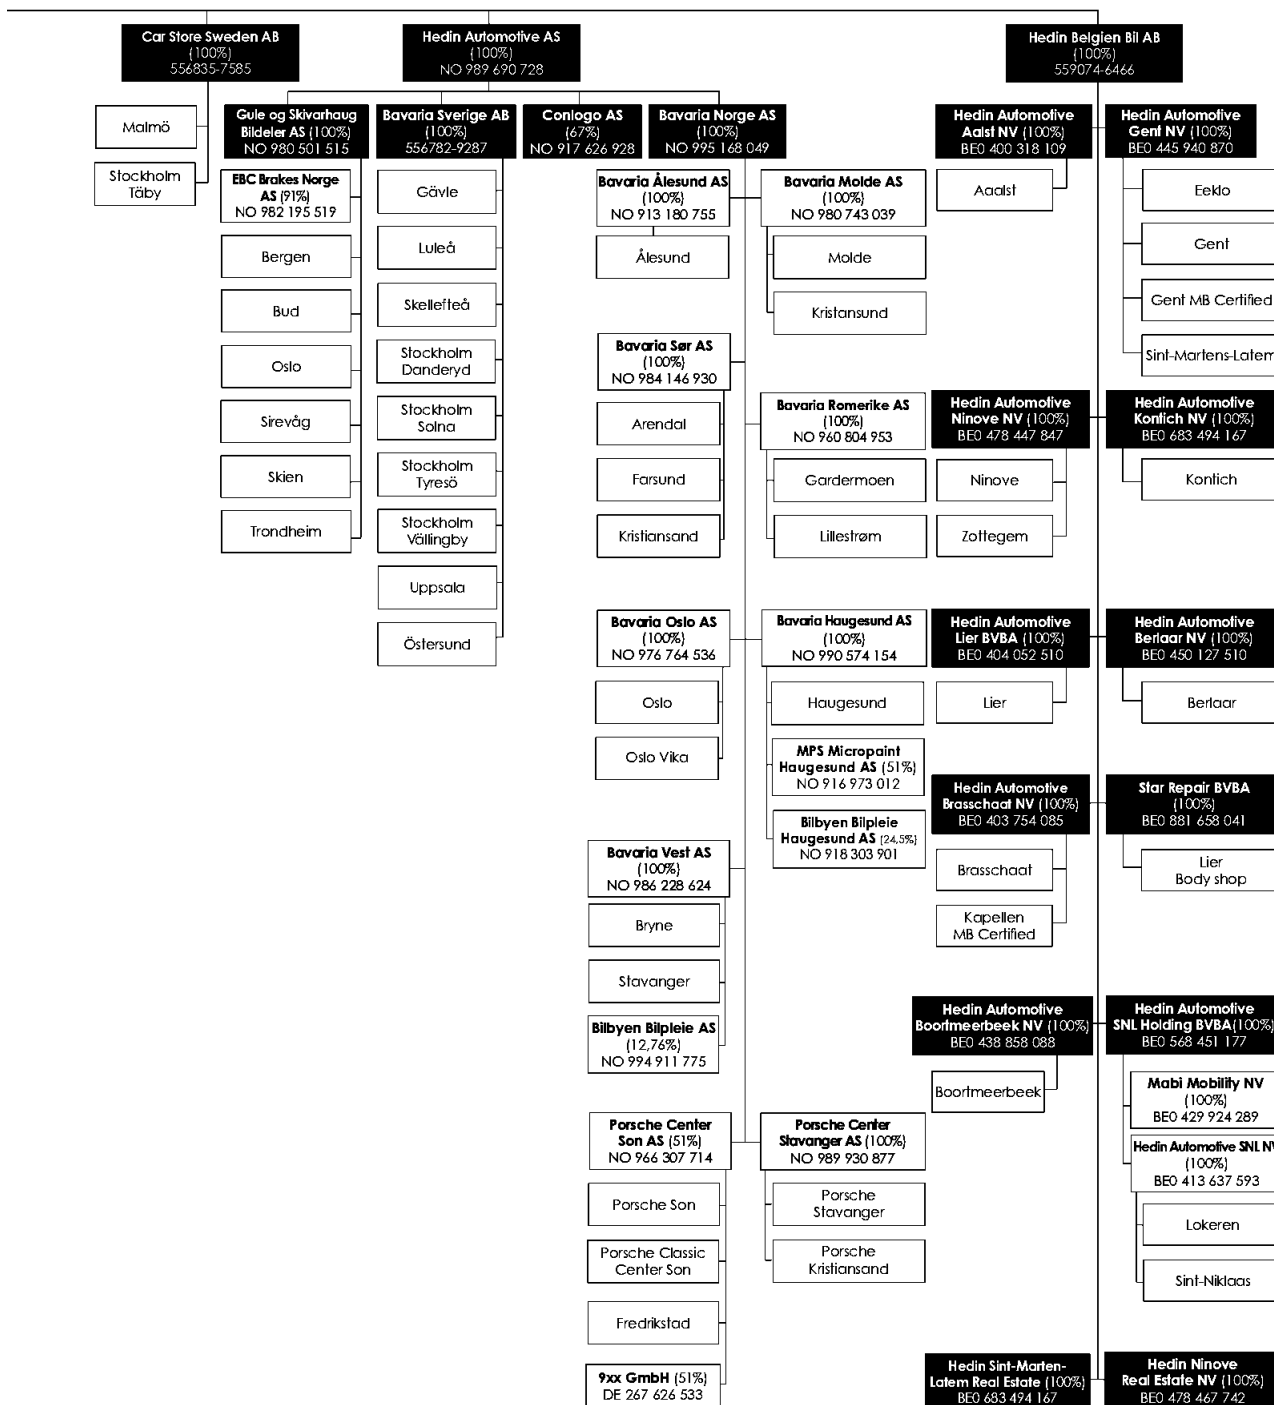 Car Store Sweden AB
(100%)
556835-7585
Malmö
Stockholm
Täby
Hedin Automotive AS
(100%)
NO 989 690 728
Gule og Skivarhaug
Bildeler AS (100%)
NO 980 501 515
EBC Brakes Norge
AS (91%)
NO 982 195 519
Bergen
Bud
Oslo
Sirevåg
Skien
Trondheim
Bavaria Sverige AB
(100%)
556782-9287
Gävle
Luleå
Skellefteå
Stockholm
Danderyd
Stockholm
Solna
Stockholm
Tyresö
Stockholm
Vällingby
Uppsala
Östersund
Conlogo AS
(67%)
NO 917 626 928
Bavaria Norge AS
(100%)
NO 995 168 049
Bavaria Ålesund AS
(100%)
NO 913 180 755
Ålesund
Bavaria Molde AS
(100%)
NO 980 743 039
Molde
Kristansund
Bavaria Sør AS
(100%)
NO 984 146 930
Arendal
Farsund
Kristiansand
Bavaria Romerike AS
(100%)
NO 960 804 953
Gardermoen
Lillestrøm
Bavaria Oslo AS
(100%)
NO 976 764 536
Oslo
Oslo Vika
Bavaria Haugesund AS
(100%)
NO 990 574 154
Haugesund
MPS Micropaint
Haugesund AS (51%)
NO 916 973 012
Bilbyen Bilpleie
Haugesund AS (24,5%)
NO 918 303 901
Bavaria Vest AS
(100%)
NO 986 228 624
Bryne
Stavanger
Bilbyen Bilpleie AS
(12,76%)
NO 994 911 775
Porsche Center
Son AS (51%)
NO 966 307 714
Porsche Son
Porsche Classic
Center Son
Fredrikstad
9xx GmbH (51%)
DE 267 626 533
Porsche Center
Stavanger AS (100%)
NO 989 930 877
Porsche
Stavanger
Porsche
Kristiansand
Hedin Belgien Bil AB
(100%)
559074-6466
Hedin Automotive
Aalst NV (100%)
BE0 400 318 109
Aaalst
Hedin Automotive
Gent NV (100%)
BE0 445 940 870
Eeklo
Gent
Gent MB Certified
Sint-Martens-Latem
Hedin Automotive
Ninove NV (100%)
BE0 478 447 847
Ninove
Zottegem
Hedin Automotive
Kontich NV (100%)
BE0 683 494 167
Kontich
Hedin Automotive
Lier BVBA (100%)
BE0 404 052 510
Lier
Hedin Automotive
Berlaar NV (100%)
BE0 450 127 510
Berlaar
Hedin Automotive
Brasschaat NV (100%)
BE0 403 754 085
Brasschaat
Kapellen
MB Certified
Star Repair BVBA
(100%)
BE0 881 658 041
Lier
Body shop
Hedin Automotive
Boortmeerbeek NV (100%)
BE0 438 858 088
Boortmeerbeek
Hedin Automotive
SNL Holding BVBA(100%)
BE0 568 451 177
Mabi Mobility NV
(100%)
BE0 429 924 289
Hedin Automotive SNL NV
(100%)
BE0 413 637 593
Lokeren
Sint-Niklaas
Hedin Sint-Marten-
Latem Real Estate (100%)
BE0 683 494 167
Hedin Ninove
Real Estate NV (100%)
BE0 478 467 742